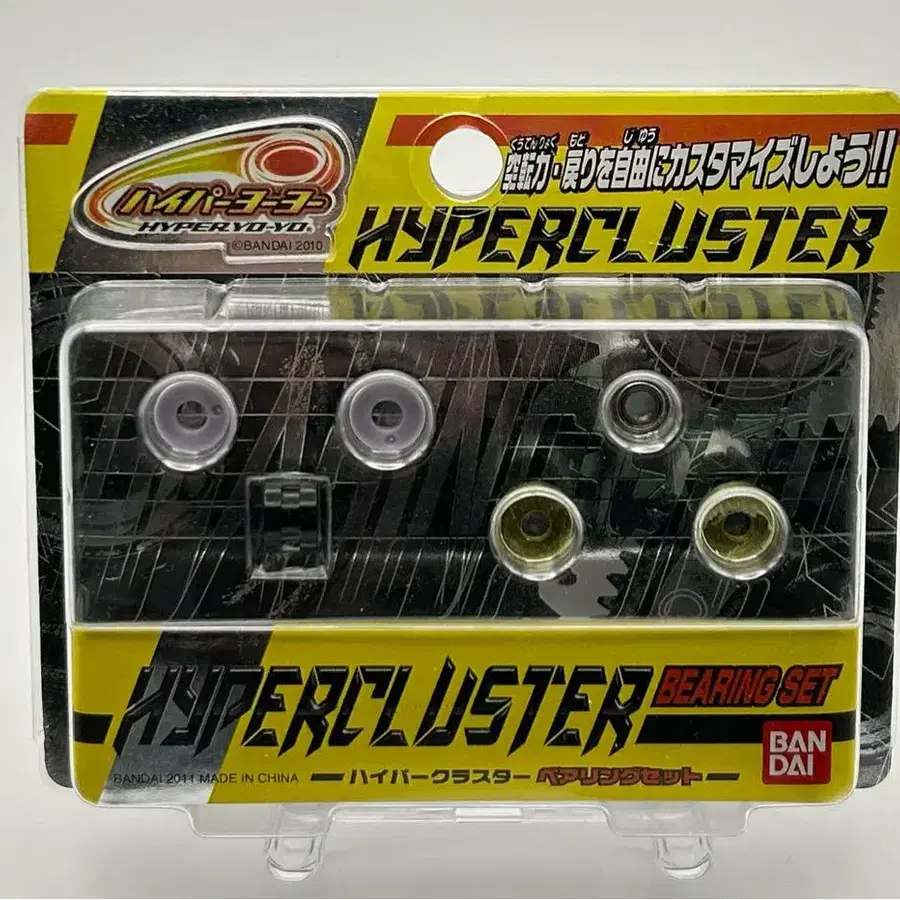 くうてんりょく もど じゆう
空転力・戻りを自由にカスタマイズしよう!!
ハイパーヨーヨー
HYPER YO-YO.
©BANDAI 2010
HYPERCLUSTER
HYPERCLUSTER BEARING SET
BANDAI 2011 MADE IN CHINA
ハイパークラスター ベアリングセット
BAN
DAI